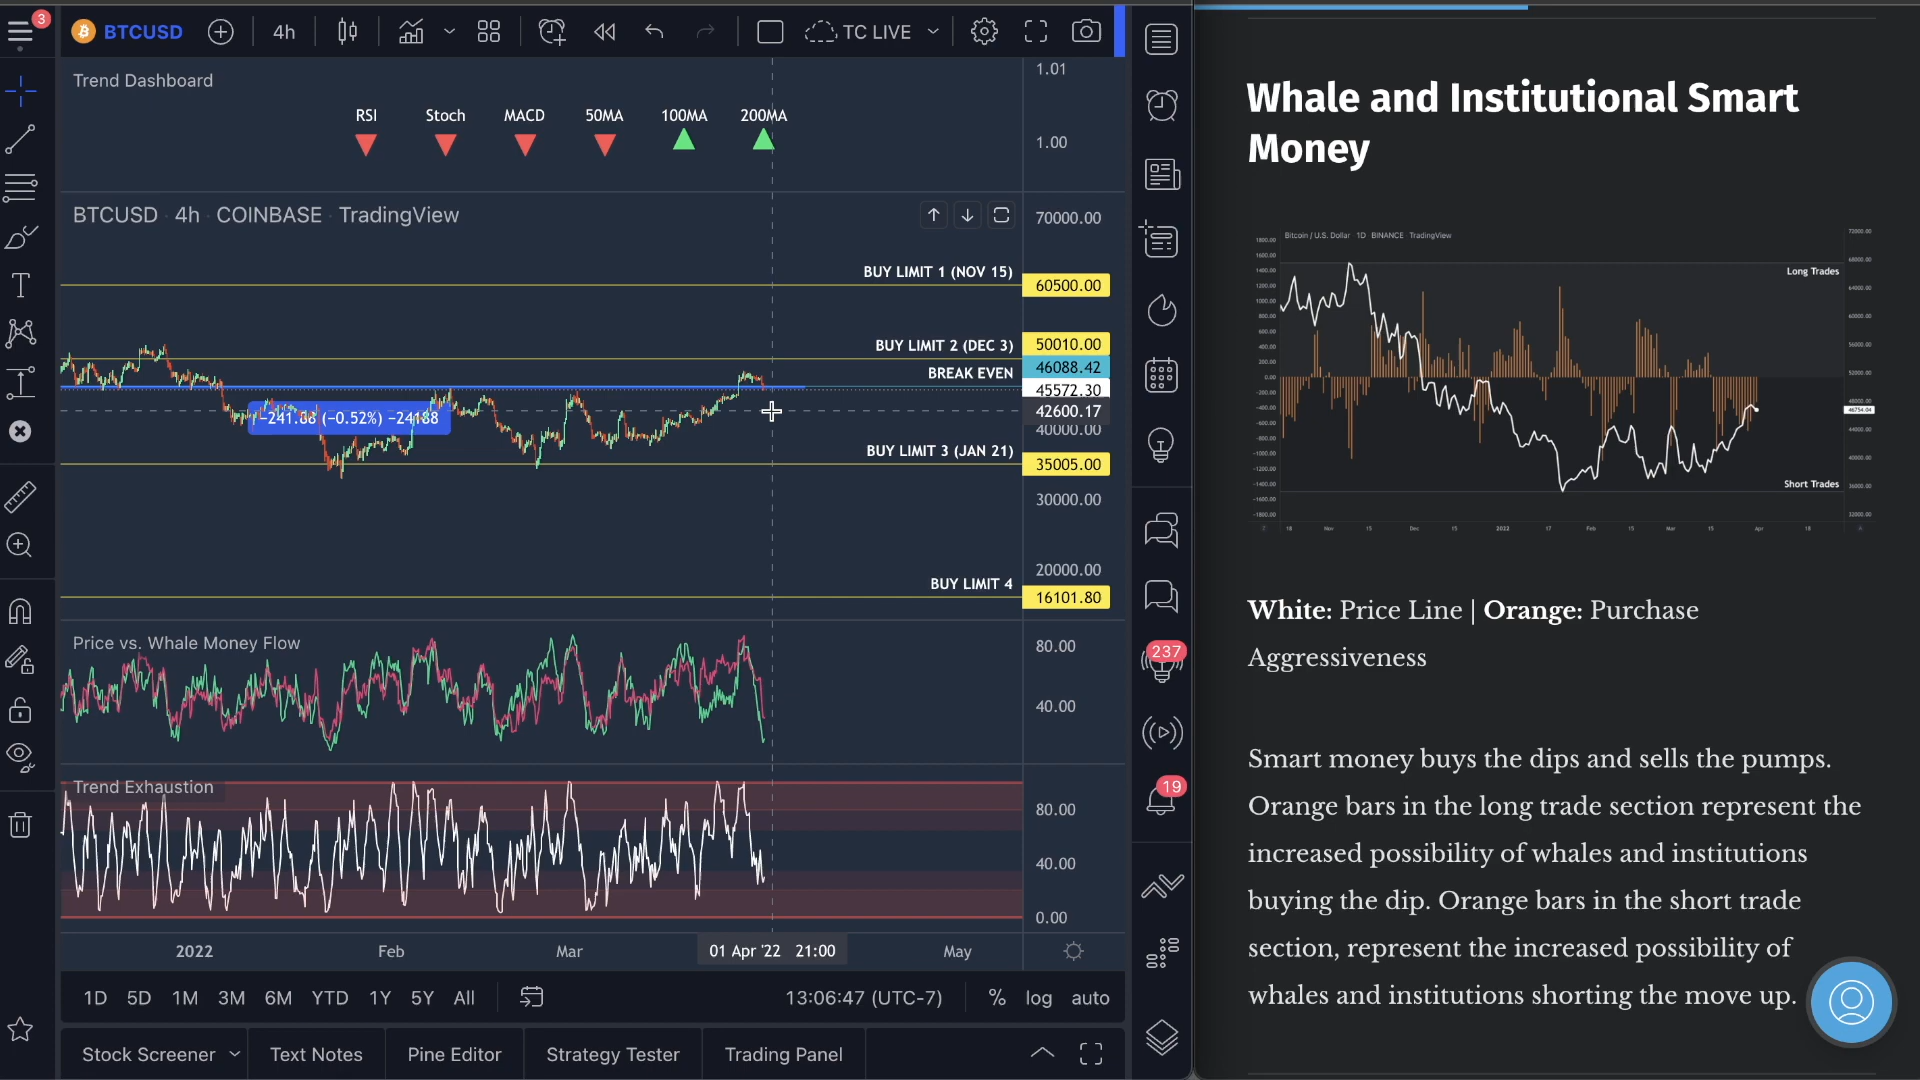 3
BTCUSD
4h
TC LIVE
Trend Dashboard
RSI Stoch MACD 50MA 100MA 200MA
1.01
1.00
BTCUSD · 4h · COINBASE · TradingView
70000.00
BUY LIMIT 1 (NOV 15) 60500.00
BUY LIMIT 2 (DEC 3) 50010.00
BREAK EVEN 46088.42
45572.30
42600.17
40000.00
BUY LIMIT 3 (JAN 21) 35005.00
30000.00
20000.00
BUY LIMIT 4 16101.80
Price vs. Whale Money Flow
80.00
40.00
Trend Exhaustion
80.00
40.00
0.00
2022 Feb Mar 01 Apr '22 21:00 May
1D 5D 1M 3M 6M YTD 1Y 5Y All
13:06:47 (UTC-7) % log auto
Stock Screener Text Notes Pine Editor Strategy Tester Trading Panel
237
19
Whale and Institutional Smart
Money
Bitcoin / U.S. Dollar 1D BINANCE TradingView
Long Trades
Short Trades
White: Price Line | Orange: Purchase
Aggressiveness
Smart money buys the dips and sells the pumps.
Orange bars in the long trade section represent the
increased possibility of whales and institutions
buying the dip. Orange bars in the short trade
section, represent the increased possibility of
whales and institutions shorting the move up.